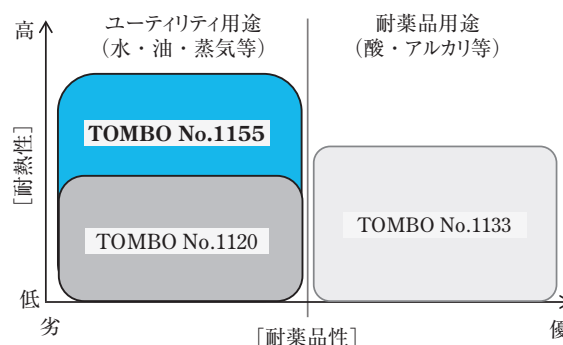 高
ユーティリティ用途
（水・油・蒸気等）
耐薬品用途
（酸・アルカリ等）
[耐熱性]
TOMBO No.1155
TOMBO No.1120
TOMBO No.1133
低
劣
[耐薬品性]
優